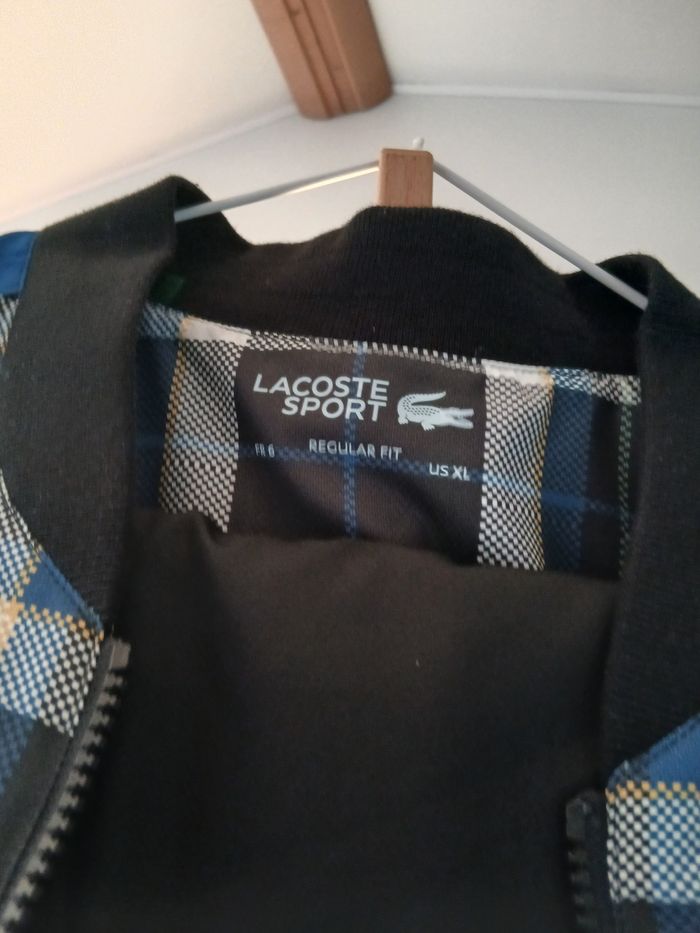 LACOSTE
SPORT
FR 6 REGULAR FIT US XL